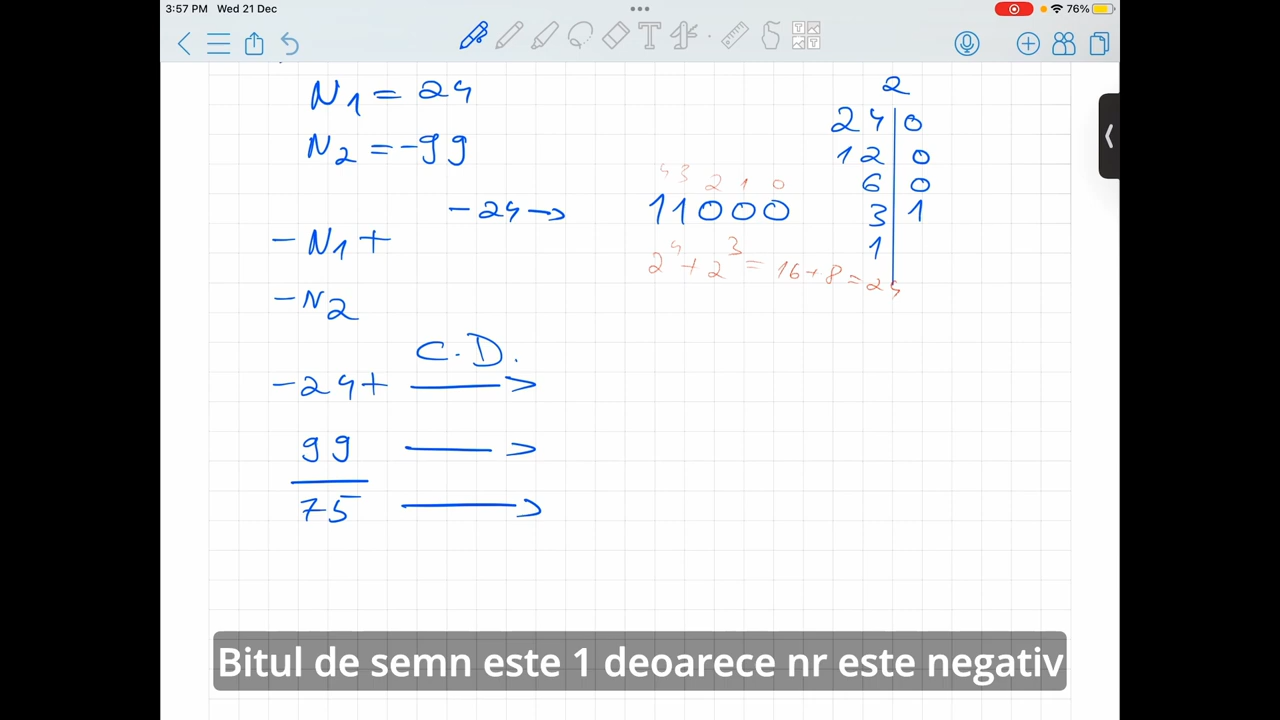 3:57 PM Wed 21 Dec
76%
N1 = 24
N2 = -99
-24 →
-N1 +
-N2
C.D.
-24 + →
99 →
75 →
4 3 2 1 0
11000
2^4 + 2^3 = 16 + 8 = 24
2
24 | 0
12 | 0
6 | 0
3 | 1
1 |
Bitul de semn este 1 deoarece nr este negativ